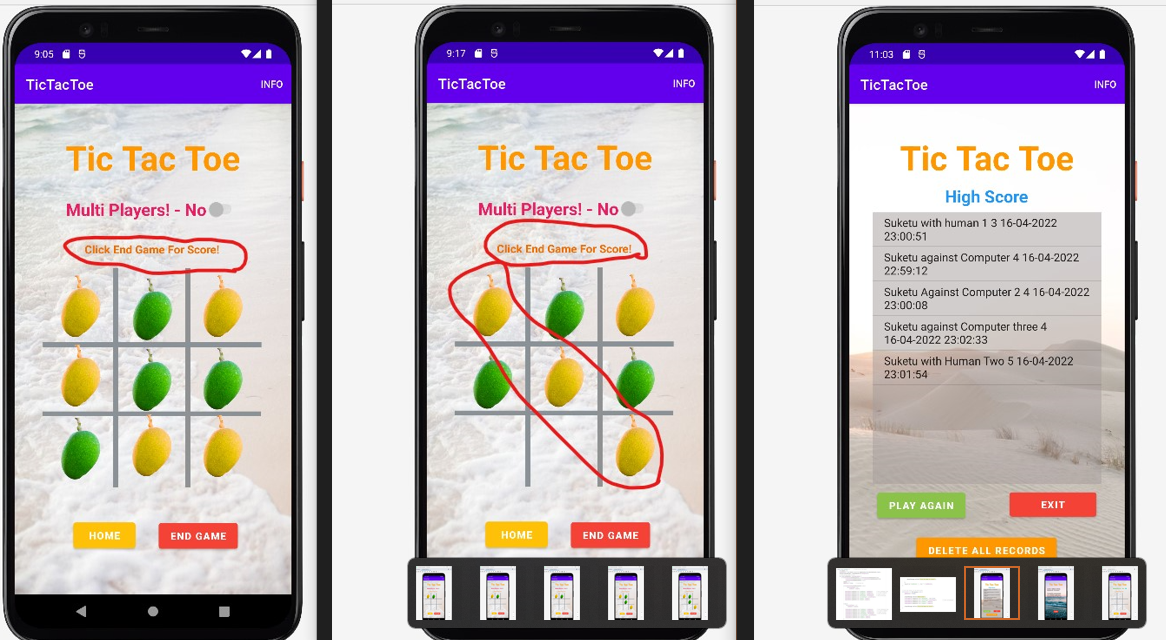 9:05
TicTacToe INFO
Tic Tac Toe
Multi Players! - No
Click End Game For Score!
HOME END GAME
9:17
TicTacToe INFO
Tic Tac Toe
Multi Players! - No
Click End Game For Score!
HOME END GAME
11:03
TicTacToe INFO
Tic Tac Toe
High Score
Suketu with human 1 3 16-04-2022
23:00:51
Suketu against Computer 4 16-04-2022
22:59:12
Suketu Against Computer 2 4 16-04-2022
23:00:08
Suketu against Computer three 4
16-04-2022 23:02:33
Suketu with Human Two 5 16-04-2022
23:01:54
PLAY AGAIN EXIT
DELETE ALL RECORDS